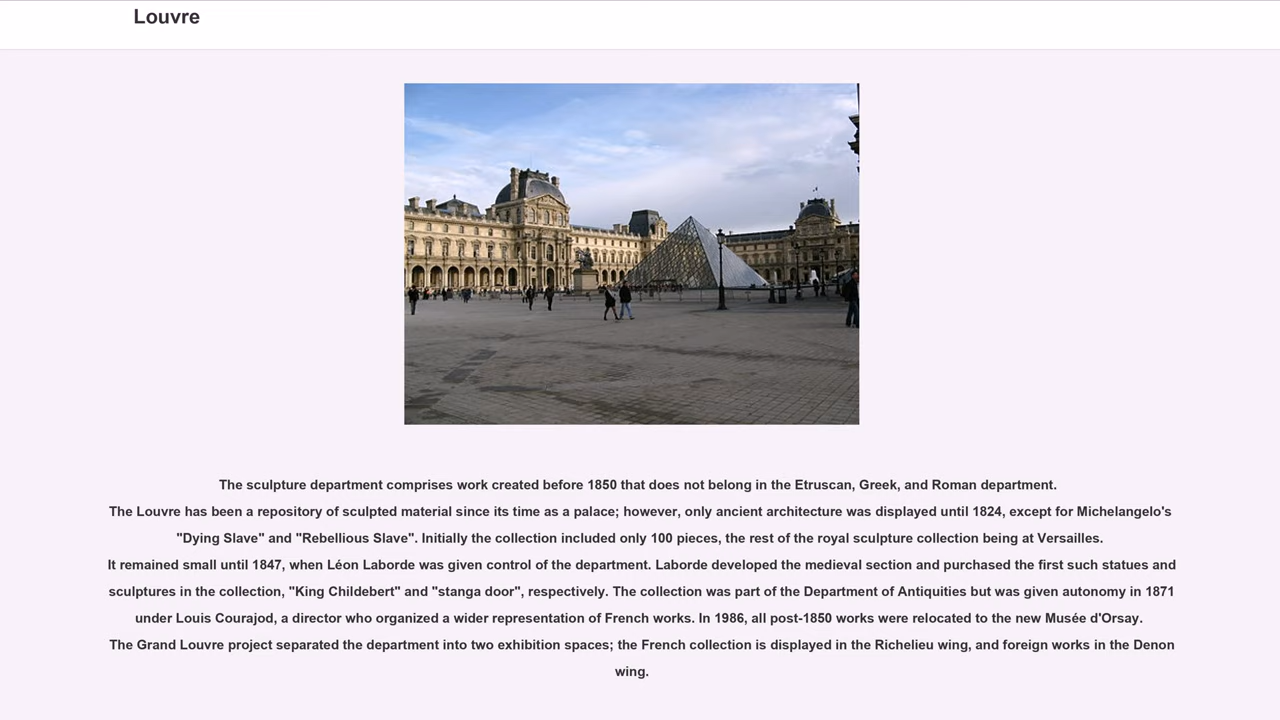 Louvre
The sculpture department comprises work created before 1850 that does not belong in the Etruscan, Greek, and Roman department.
The Louvre has been a repository of sculpted material since its time as a palace; however, only ancient architecture was displayed until 1824, except for Michelangelo's
"Dying Slave" and "Rebellious Slave". Initially the collection included only 100 pieces, the rest of the royal sculpture collection being at Versailles.
It remained small until 1847, when Léon Laborde was given control of the department. Laborde developed the medieval section and purchased the first such statues and
sculptures in the collection, "King Childebert" and "stanga door", respectively. The collection was part of the Department of Antiquities but was given autonomy in 1871
under Louis Courajod, a director who organized a wider representation of French works. In 1986, all post-1850 works were relocated to the new Musée d'Orsay.
The Grand Louvre project separated the department into two exhibition spaces; the French collection is displayed in the Richelieu wing, and foreign works in the Denon
wing.